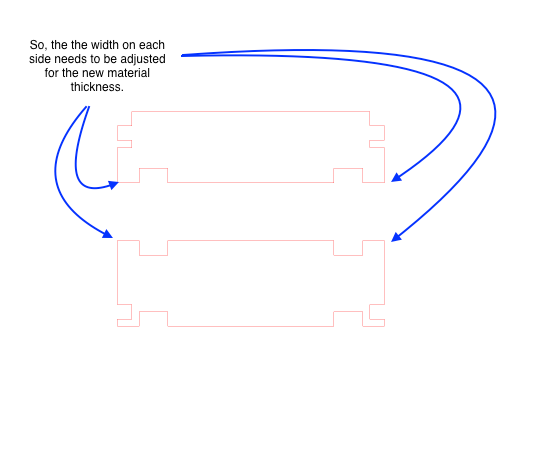 So, the the width on each
side needs to be adjusted
for the new material
thickness.